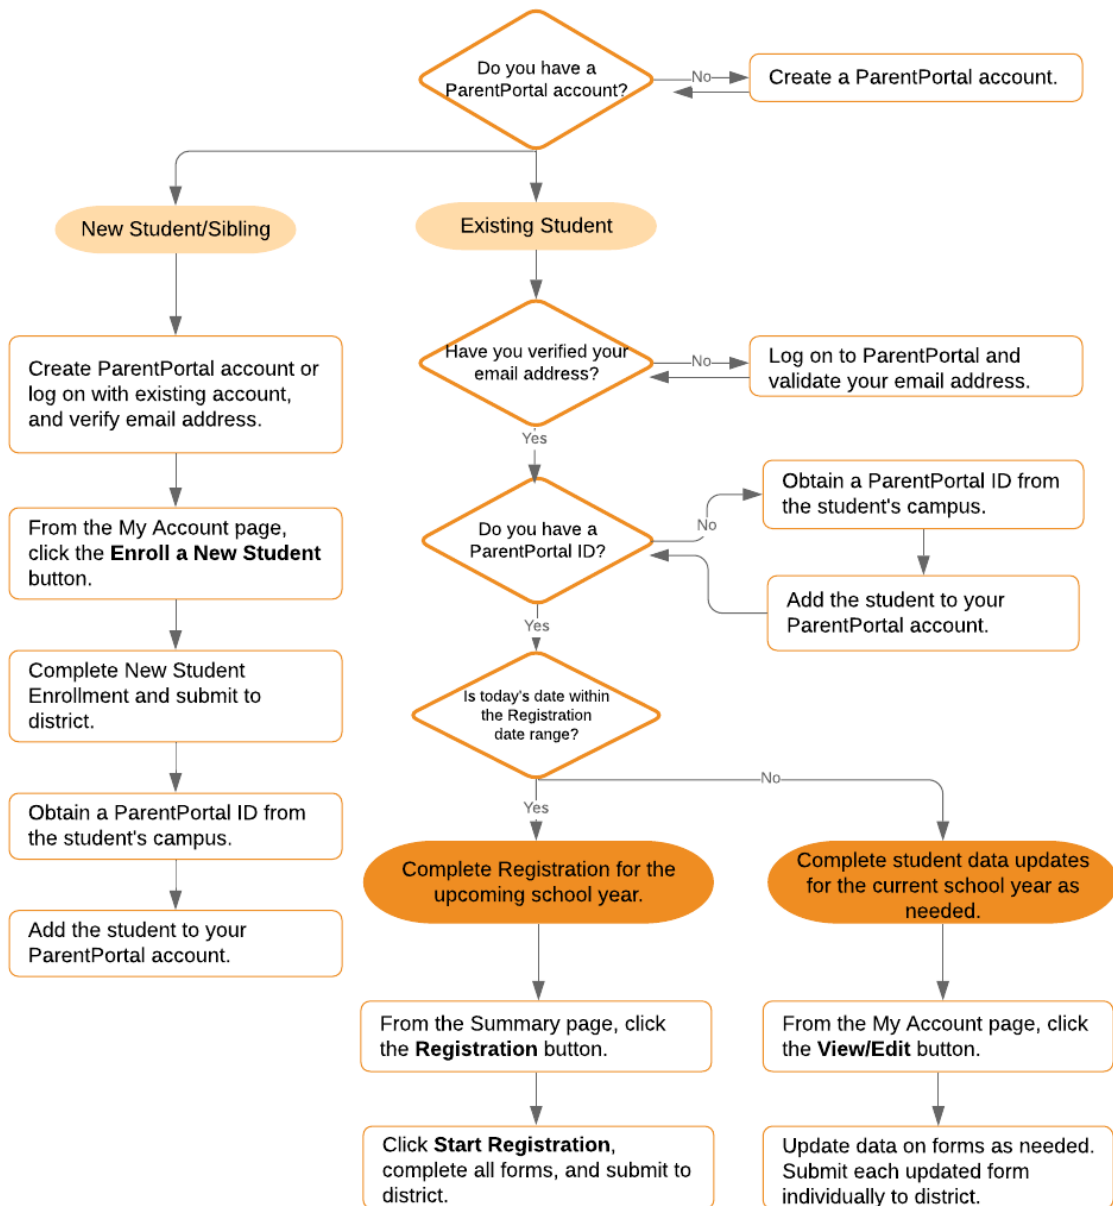 Do you have a
ParentPortal account?
No
Create a ParentPortal account.
New Student/Sibling
Existing Student
Create ParentPortal account or
log on with existing account,
and verify email address.
From the My Account page,
click the Enroll a New Student
button.
Complete New Student
Enrollment and submit to
district.
Obtain a ParentPortal ID from
the student's campus.
Add the student to your
ParentPortal account.
Have you verified your
email address?
No
Log on to ParentPortal and
validate your email address.
Yes
Do you have a
ParentPortal ID?
No
Obtain a ParentPortal ID from
the student's campus.
Add the student to your
ParentPortal account.
Yes
Is today's date within
the Registration
date range?
Yes
No
Complete Registration for the
upcoming school year.
From the Summary page, click
the Registration button.
Click Start Registration,
complete all forms, and submit to
district.
Complete student data updates
for the current school year as
needed.
From the My Account page, click
the View/Edit button.
Update data on forms as needed.
Submit each updated form
individually to district.